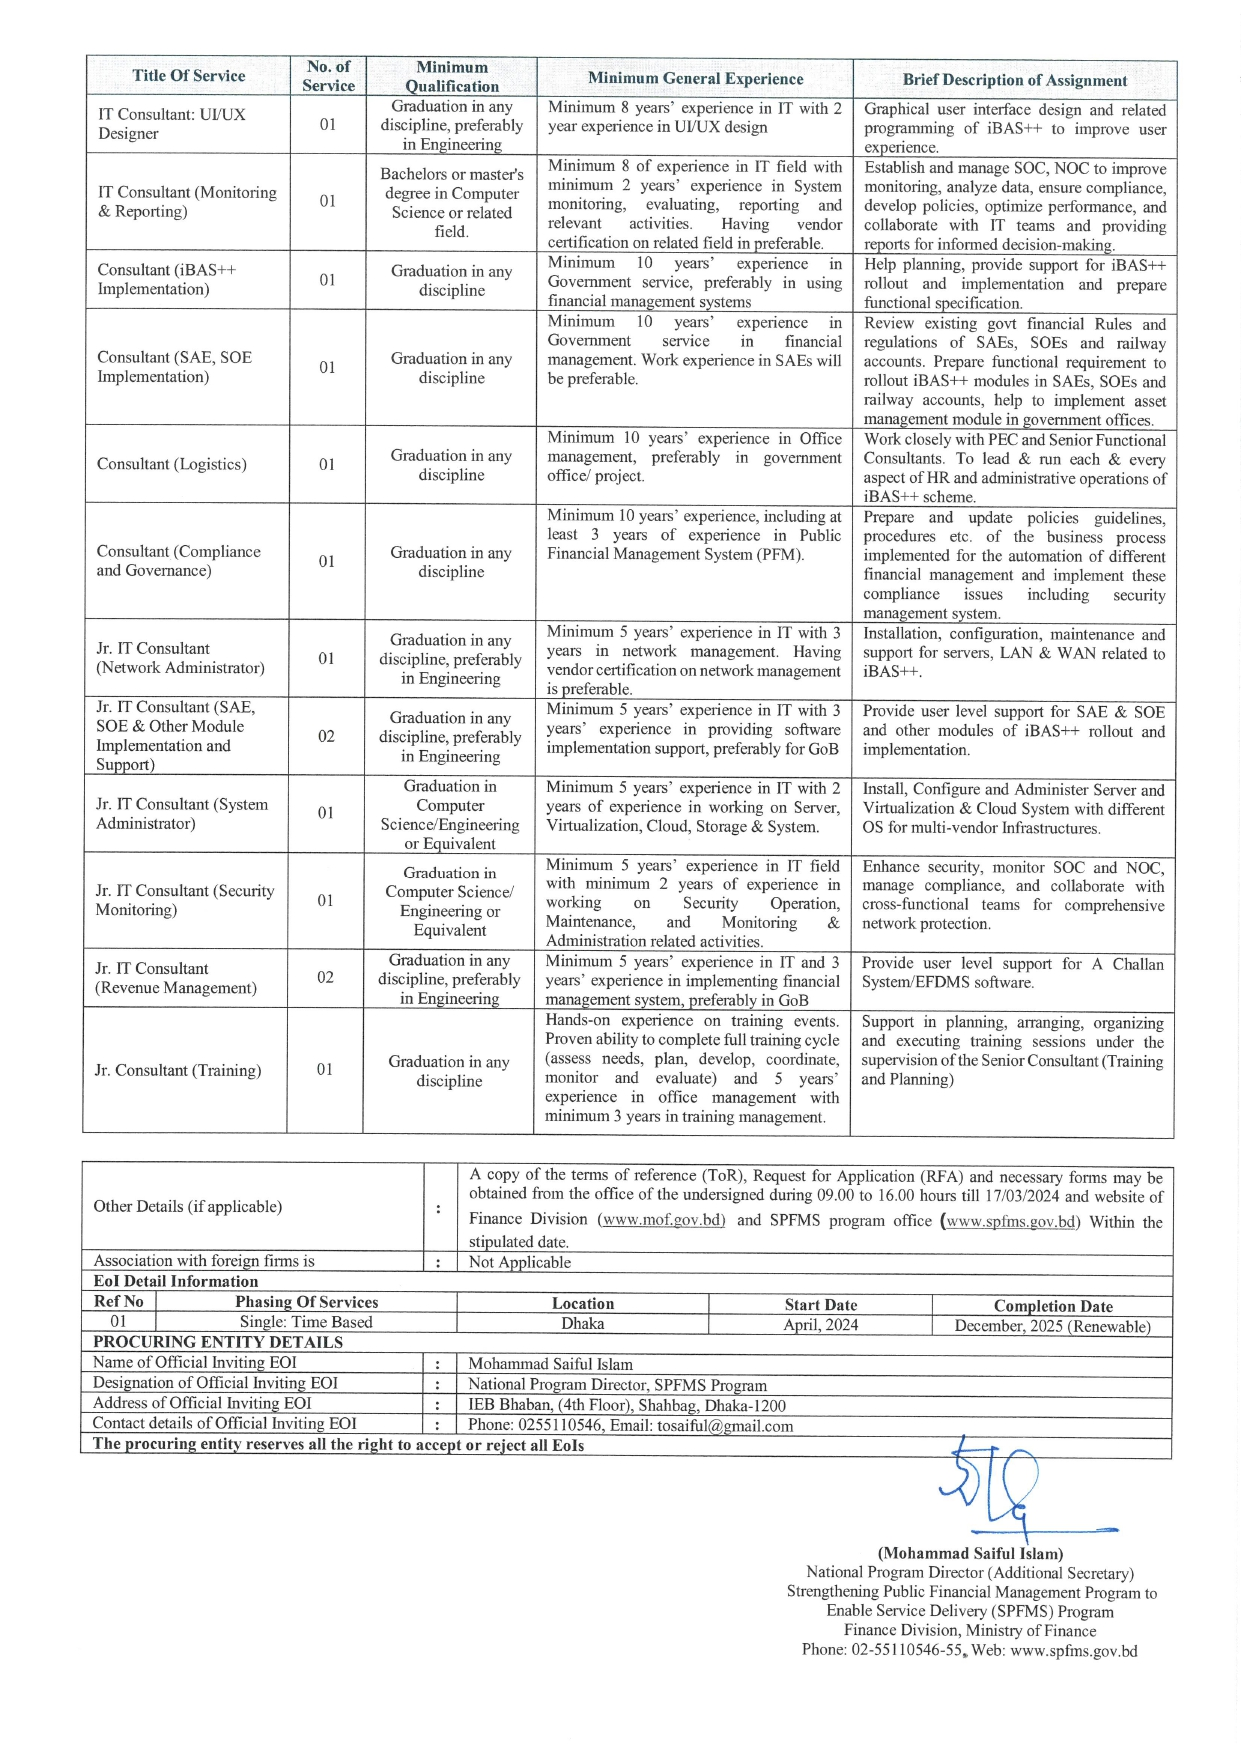 Title Of Service
No. of
Service
Minimum
Qualification
Minimum General Experience
Brief Description of Assignment
IT Consultant: UI/UX
Designer
01
Graduation in any
discipline, preferably
in Engineering
Minimum 8 years' experience in IT with 2
year experience in UI/UX design
Graphical user interface design and related
programming of iBAS++ to improve user
experience.
IT Consultant (Monitoring
& Reporting)
01
Bachelors or master's
degree in Computer
Science or related
field.
Minimum 8 of experience in IT field with
minimum 2 years' experience in System
monitoring, evaluating, reporting and
relevant activities. Having vendor
certification on related field in preferable.
Establish and manage SOC, NOC to improve
monitoring, analyze data, ensure compliance,
develop policies, optimize performance, and
collaborate with IT teams and providing
reports for informed decision-making.
Consultant (iBAS++
Implementation)
01
Graduation in any
discipline
Minimum 10 years' experience in
Government service, preferably in using
financial management systems
Help planning, provide support for iBAS++
rollout and implementation and prepare
functional specification.
Consultant (SAE, SOE
Implementation)
01
Graduation in any
discipline
Minimum 10 years' experience in
Government service in financial
management. Work experience in SAEs will
be preferable.
Review existing govt financial Rules and
regulations of SAEs, SOEs and railway
accounts. Prepare functional requirement to
rollout iBAS++ modules in SAEs, SOEs and
railway accounts, help to implement asset
management module in government offices.
Consultant (Logistics)
01
Graduation in any
discipline
Minimum 10 years' experience in Office
management, preferably in government
office/ project.
Work closely with PEC and Senior Functional
Consultants. To lead & run each & every
aspect of HR and administrative operations of
iBAS++ scheme.
Consultant (Compliance
and Governance)
01
Graduation in any
discipline
Minimum 10 years' experience, including at
least 3 years of experience in Public
Financial Management System (PFM).
Prepare and update policies guidelines,
procedures etc. of the business process
implemented for the automation of different
financial management and implement these
compliance issues including security
management system.
Jr. IT Consultant
(Network Administrator)
01
Graduation in any
discipline, preferably
in Engineering
Minimum 5 years' experience in IT with 3
years in network management. Having
vendor certification on network management
is preferable.
Installation, configuration, maintenance and
support for servers, LAN & WAN related to
iBAS++.
Jr. IT Consultant (SAE,
SOE & Other Module
Implementation and
Support)
02
Graduation in any
discipline, preferably
in Engineering
Minimum 5 years' experience in IT with 3
years' experience in providing software
implementation support, preferably for GoB
Provide user level support for SAE & SOE
and other modules of iBAS++ rollout and
implementation.
Jr. IT Consultant (System
Administrator)
01
Graduation in
Computer
Science/Engineering
or Equivalent
Minimum 5 years' experience in IT with 2
years of experience in working on Server,
Virtualization, Cloud, Storage & System.
Install, Configure and Administer Server and
Virtualization & Cloud System with different
OS for multi-vendor Infrastructures.
Jr. IT Consultant (Security
Monitoring)
01
Graduation in
Computer Science/
Engineering or
Equivalent
Minimum 5 years' experience in IT field
with minimum 2 years of experience in
working on Security Operation,
Maintenance, and Monitoring &
Administration related activities.
Enhance security, monitor SOC and NOC,
manage compliance, and collaborate with
cross-functional teams for comprehensive
network protection.
Jr. IT Consultant
(Revenue Management)
02
Graduation in any
discipline, preferably
in Engineering
Minimum 5 years' experience in IT and 3
years' experience in implementing financial
management system, preferably in GoB
Provide user level support for A Challan
System/EFDMS software.
Jr. Consultant (Training)
01
Graduation in any
discipline
Hands-on experience on training events.
Proven ability to complete full training cycle
(assess needs, plan, develop, coordinate,
monitor and evaluate) and 5 years'
experience in office management with
minimum 3 years in training management.
Support in planning, arranging, organizing
and executing training sessions under the
supervision of the Senior Consultant (Training
and Planning)
Other Details (if applicable)
:
A copy of the terms of reference (ToR), Request for Application (RFA) and necessary forms may be
obtained from the office of the undersigned during 09.00 to 16.00 hours till 17/03/2024 and website of
Finance Division (www.mof.gov.bd) and SPFMS program office (www.spfms.gov.bd) Within the
stipulated date.
Association with foreign firms is : Not Applicable
EoI Detail Information
Ref No Phasing Of Services Location Start Date Completion Date
01 Single: Time Based Dhaka April, 2024 December, 2025 (Renewable)
PROCURING ENTITY DETAILS
Name of Official Inviting EOI : Mohammad Saiful Islam
Designation of Official Inviting EOI : National Program Director, SPFMS Program
Address of Official Inviting EOI : IEB Bhaban, (4th Floor), Shahbag, Dhaka-1200
Contact details of Official Inviting EOI : Phone: 0255110546, Email: tosaiful@gmail.com
The procuring entity reserves all the right to accept or reject all EoIs
(Mohammad Saiful Islam)
National Program Director (Additional Secretary)
Strengthening Public Financial Management Program to
Enable Service Delivery (SPFMS) Program
Finance Division, Ministry of Finance
Phone: 02-55110546-55, Web: www.spfms.gov.bd